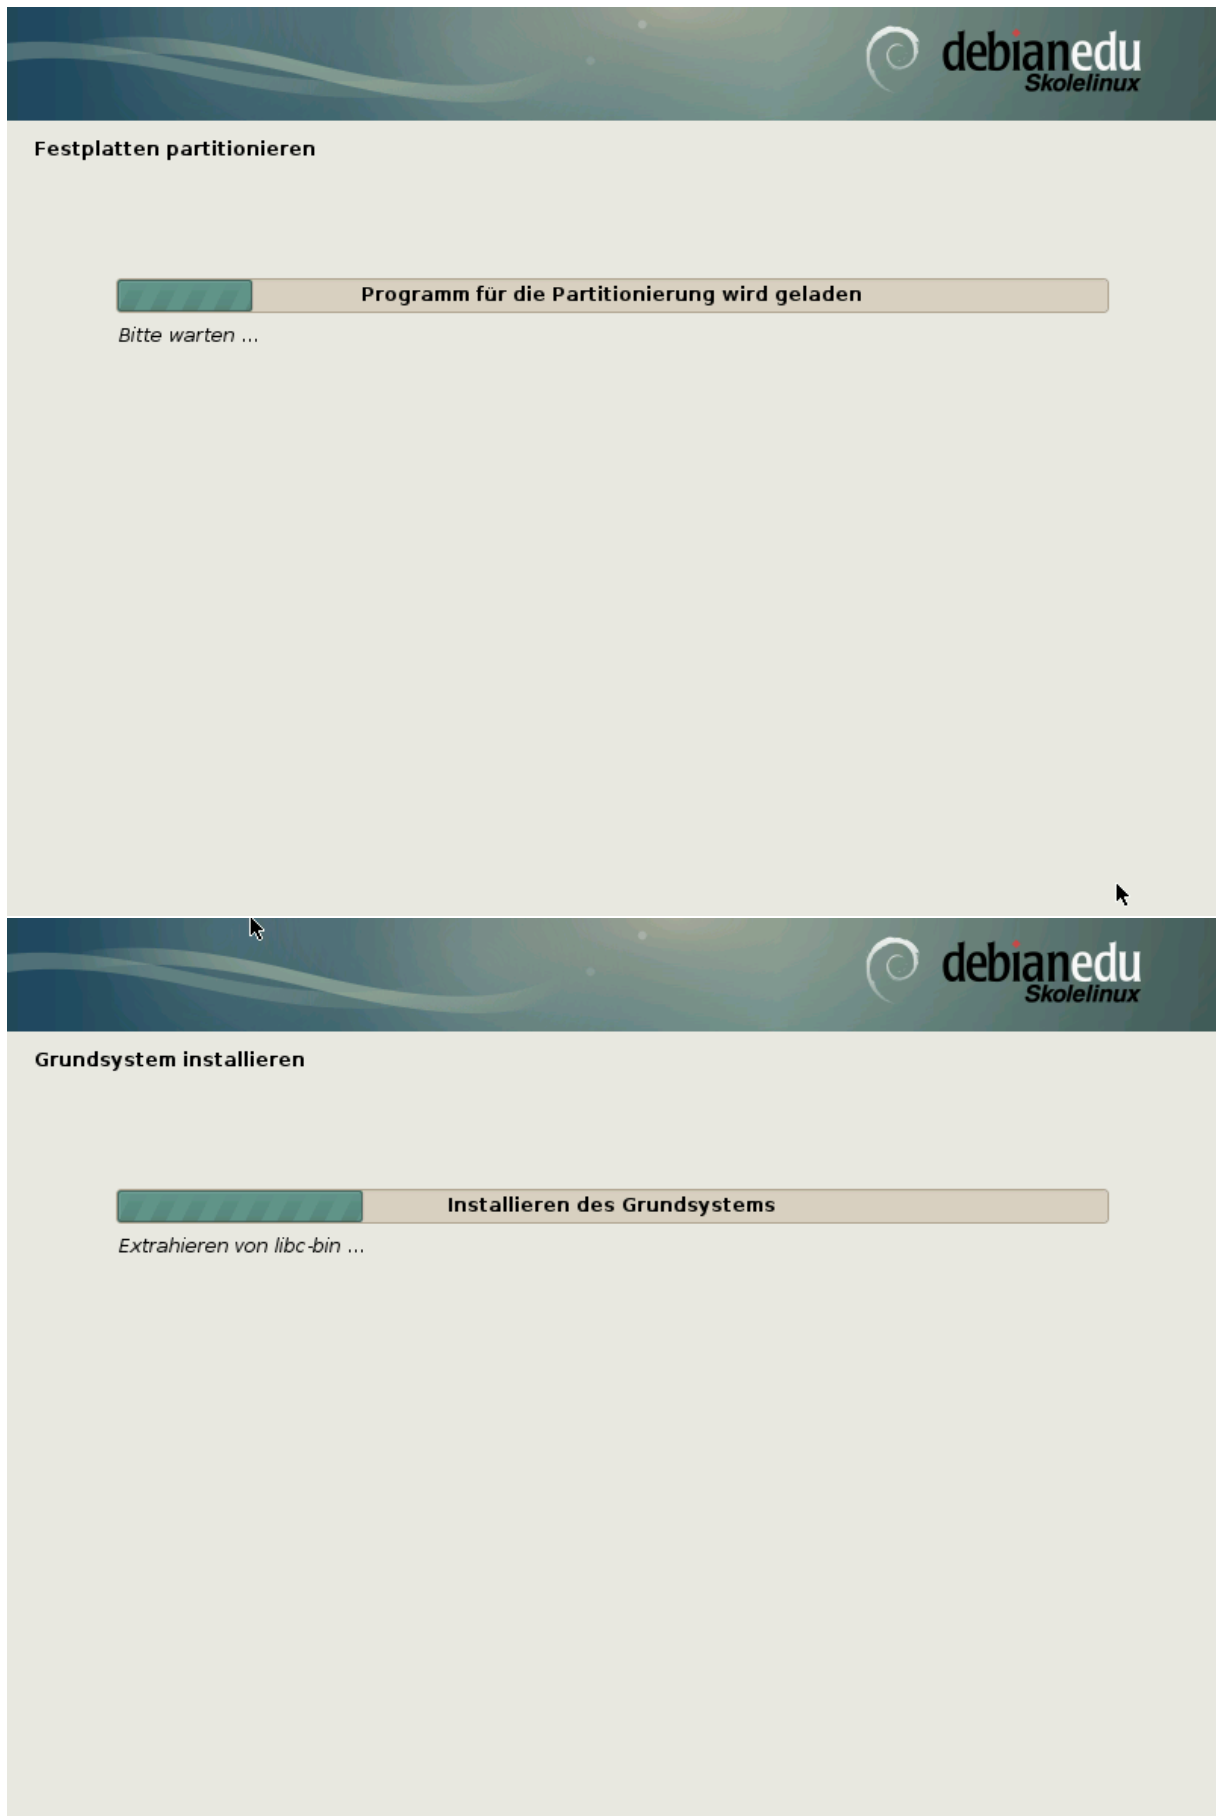 debianedu
Skolelinux
Festplatten partitionieren
Programm für die Partitionierung wird geladen
Bitte warten ...
debianedu
Skolelinux
Grundsystem installieren
Installieren des Grundsystems
Extrahieren von libc-bin ...